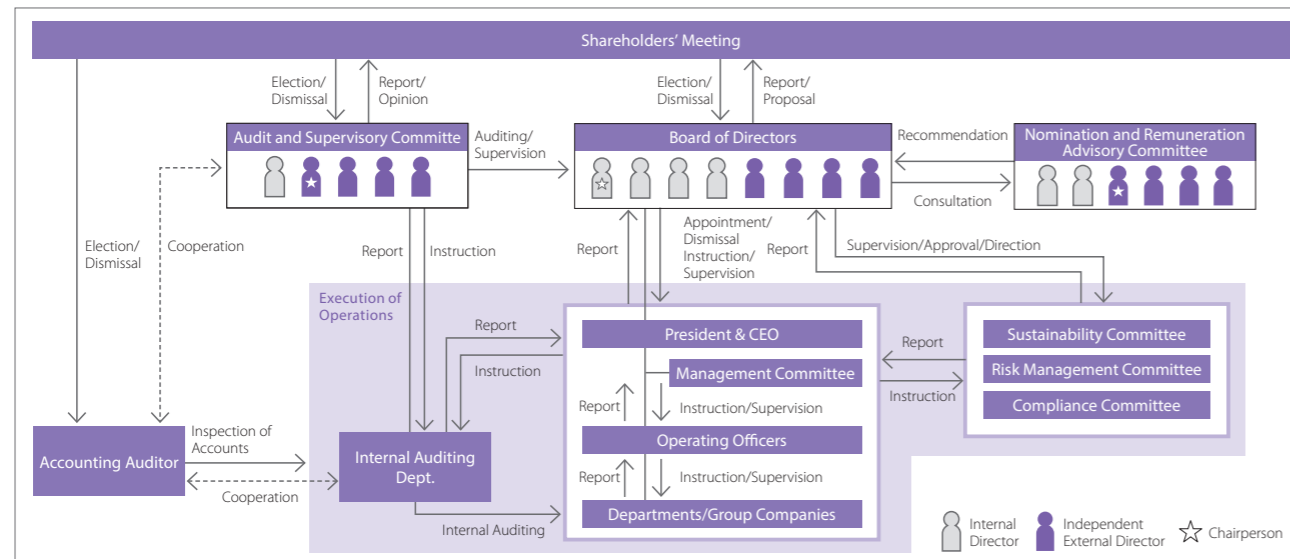 Shareholders' Meeting
Election/
Dismissal
Report/
Opinion
Election/
Dismissal
Report/
Proposal
Audit and Supervisory Committe
Auditing/
Supervision
Board of Directors
Recommendation
Nomination and Remuneration
Advisory Committee
Consultation
Election/
Dismissal
Cooperation
Report
Instruction
Report
Appointment/
Dismissal
Instruction/
Supervision
Report
Supervision/Approval/Direction
Execution of
Operations
Report
Instruction
President & CEO
Management Committee
Report
Instruction/Supervision
Operating Officers
Report
Instruction/Supervision
Departments/Group Companies
Report
Instruction
Sustainability Committee
Risk Management Committee
Compliance Committee
Accounting Auditor
Inspection of
Accounts
Cooperation
Internal Auditing
Dept.
Internal Auditing
Internal
Director
Independent
External Director
Chairperson